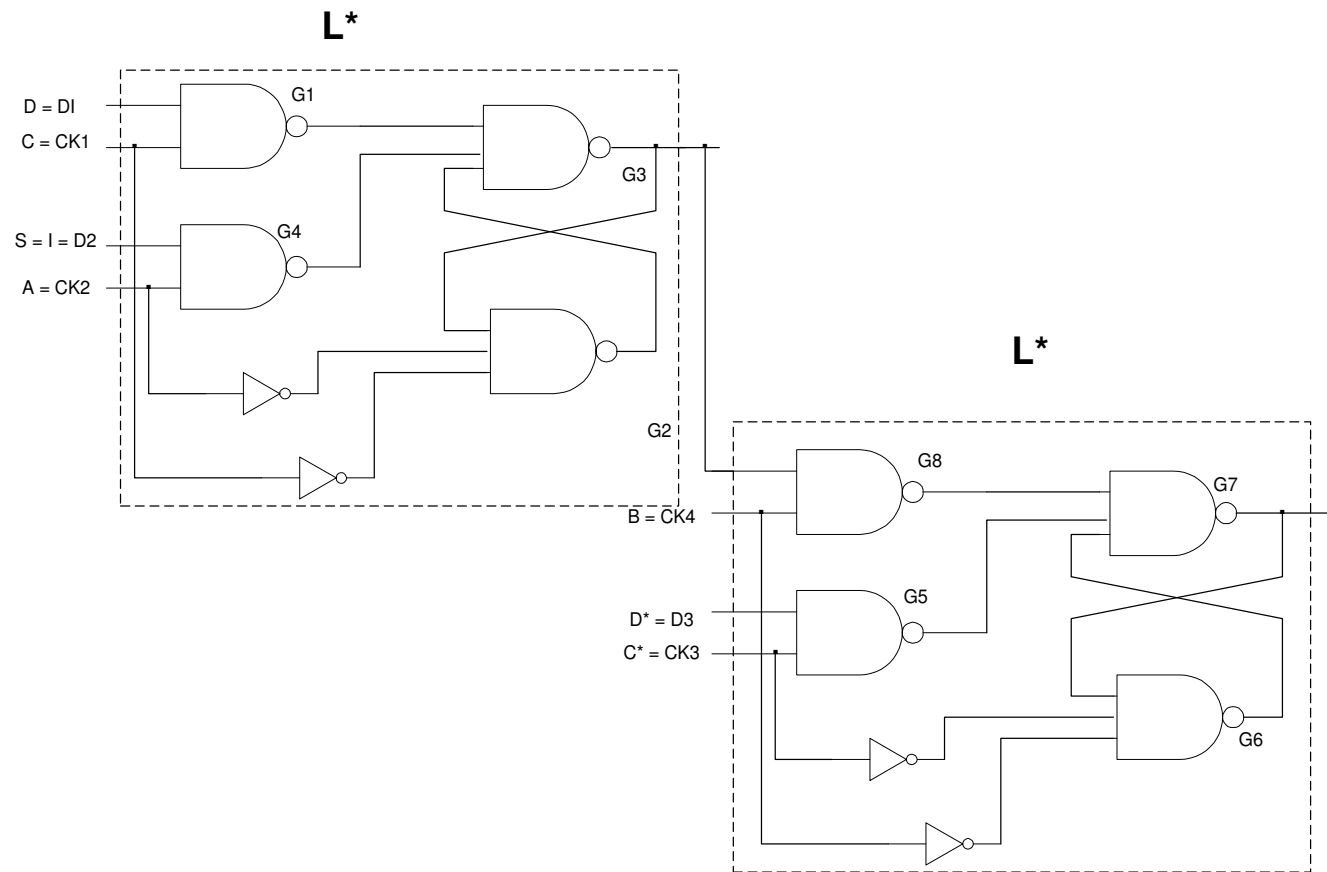 L*
D = DI
G1
C = CK1
G3
S = I = D2
G4
A = CK2
L*
G2
G8
G7
B = CK4
G5
D* = D3
C* = CK3
G6